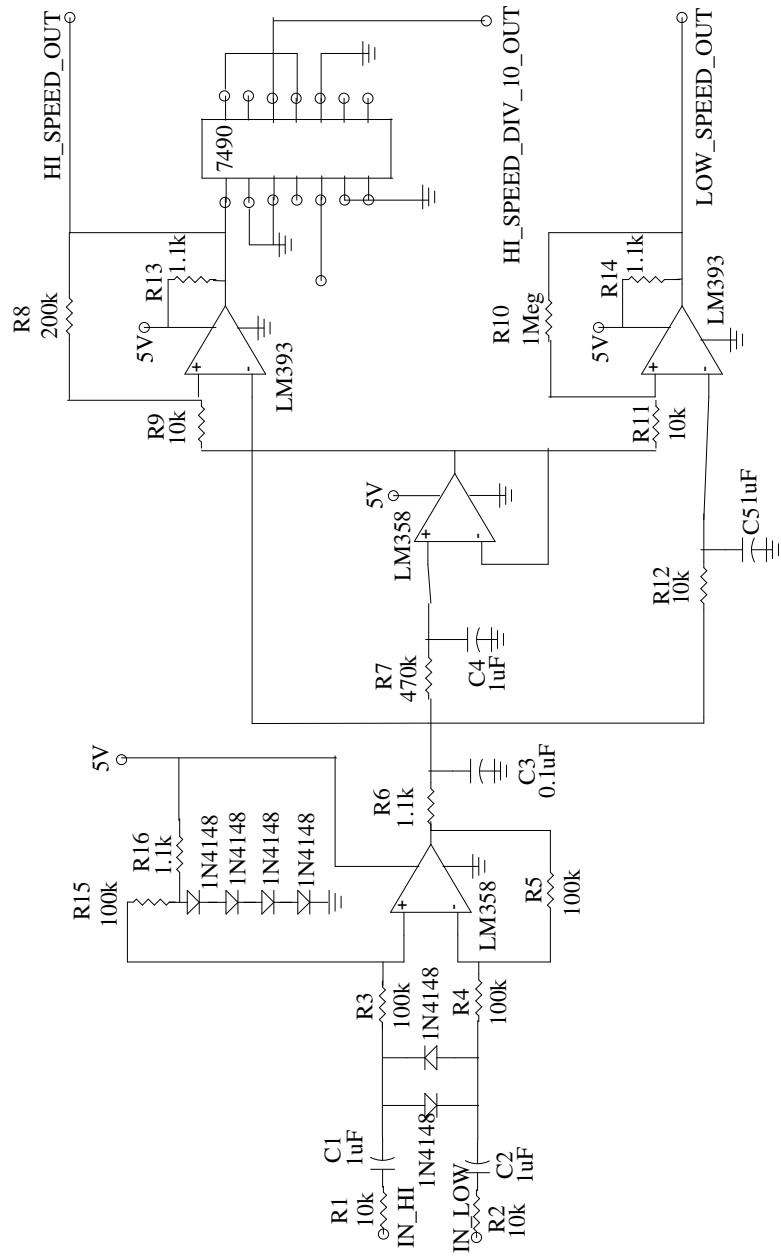 HI_SPEED_OUT
R8
200k
5V
R13
1.1k
7490
LM393
R9
10k
HI_SPEED_DIV_10_OUT
5V
R15
100k
R16
1.1k
1N4148
1N4148
1N4148
1N4148
R1
10k
IN_HI
C1
1uF
1N4148
1N4148
R3
100k
LM358
R6
1.1k
C3
0.1uF
R7
470k
C4
1uF
LM358
5V
IN_LOW
R2
10k
C2
1uF
R4
100k
R5
100k
R10
1Meg
5V
R14
1.1k
LM393
R11
10k
LOW_SPEED_OUT
R12
10k
C51uF
+
-
+
-
+
-
+
-